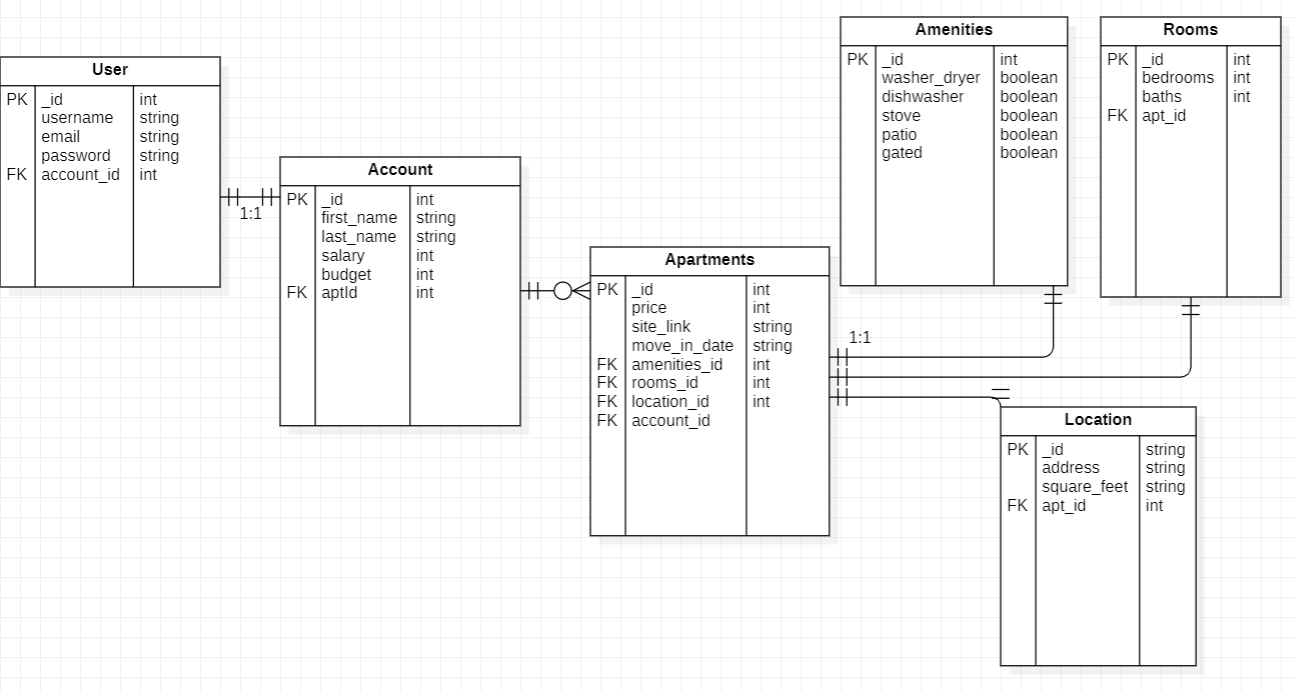 User
PK _id int
username string
email string
password string
FK account_id int
1:1
Account
PK _id int
first_name string
last_name string
salary int
budget int
FK aptId int
Apartments
PK _id int
price int
site_link string
move_in_date string
FK amenities_id int
FK rooms_id int
FK location_id int
FK account_id
1:1
Amenities
PK _id int
washer_dryer boolean
dishwasher boolean
stove boolean
patio boolean
gated boolean
Rooms
PK _id int
bedrooms int
baths int
FK apt_id
Location
PK _id string
address string
square_feet string
FK apt_id int